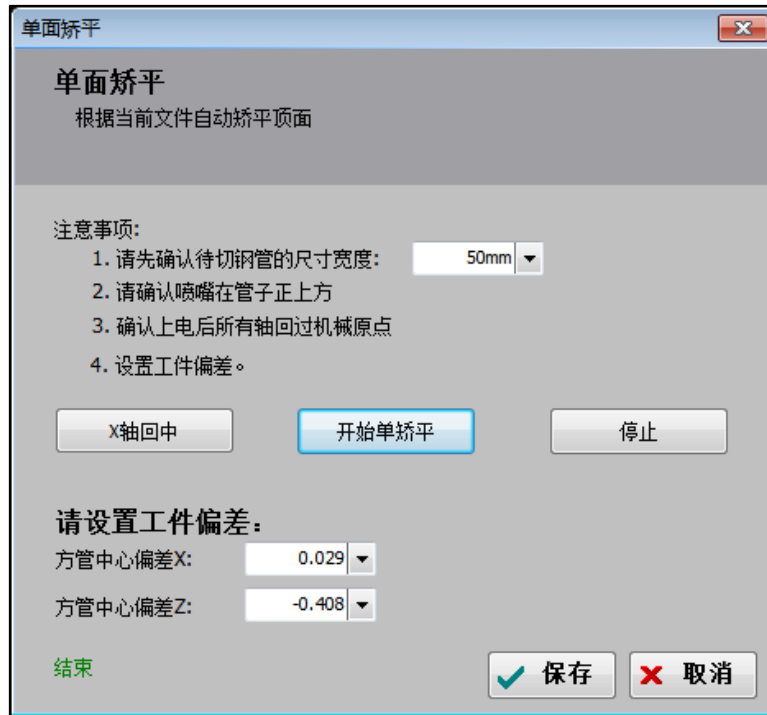 单面矫平
单面矫平
根据当前文件自动矫平顶面
注意事项:
1. 请先确认待切钢管的尺寸宽度: 50mm
2. 请确认喷嘴在管子正上方
3. 确认上电后所有轴回过机械原点
4. 设置工件偏差。
X轴回中 开始单矫平 停止
请设置工件偏差：
方管中心偏差X: 0.029
方管中心偏差Z: -0.408
结束 保存 取消